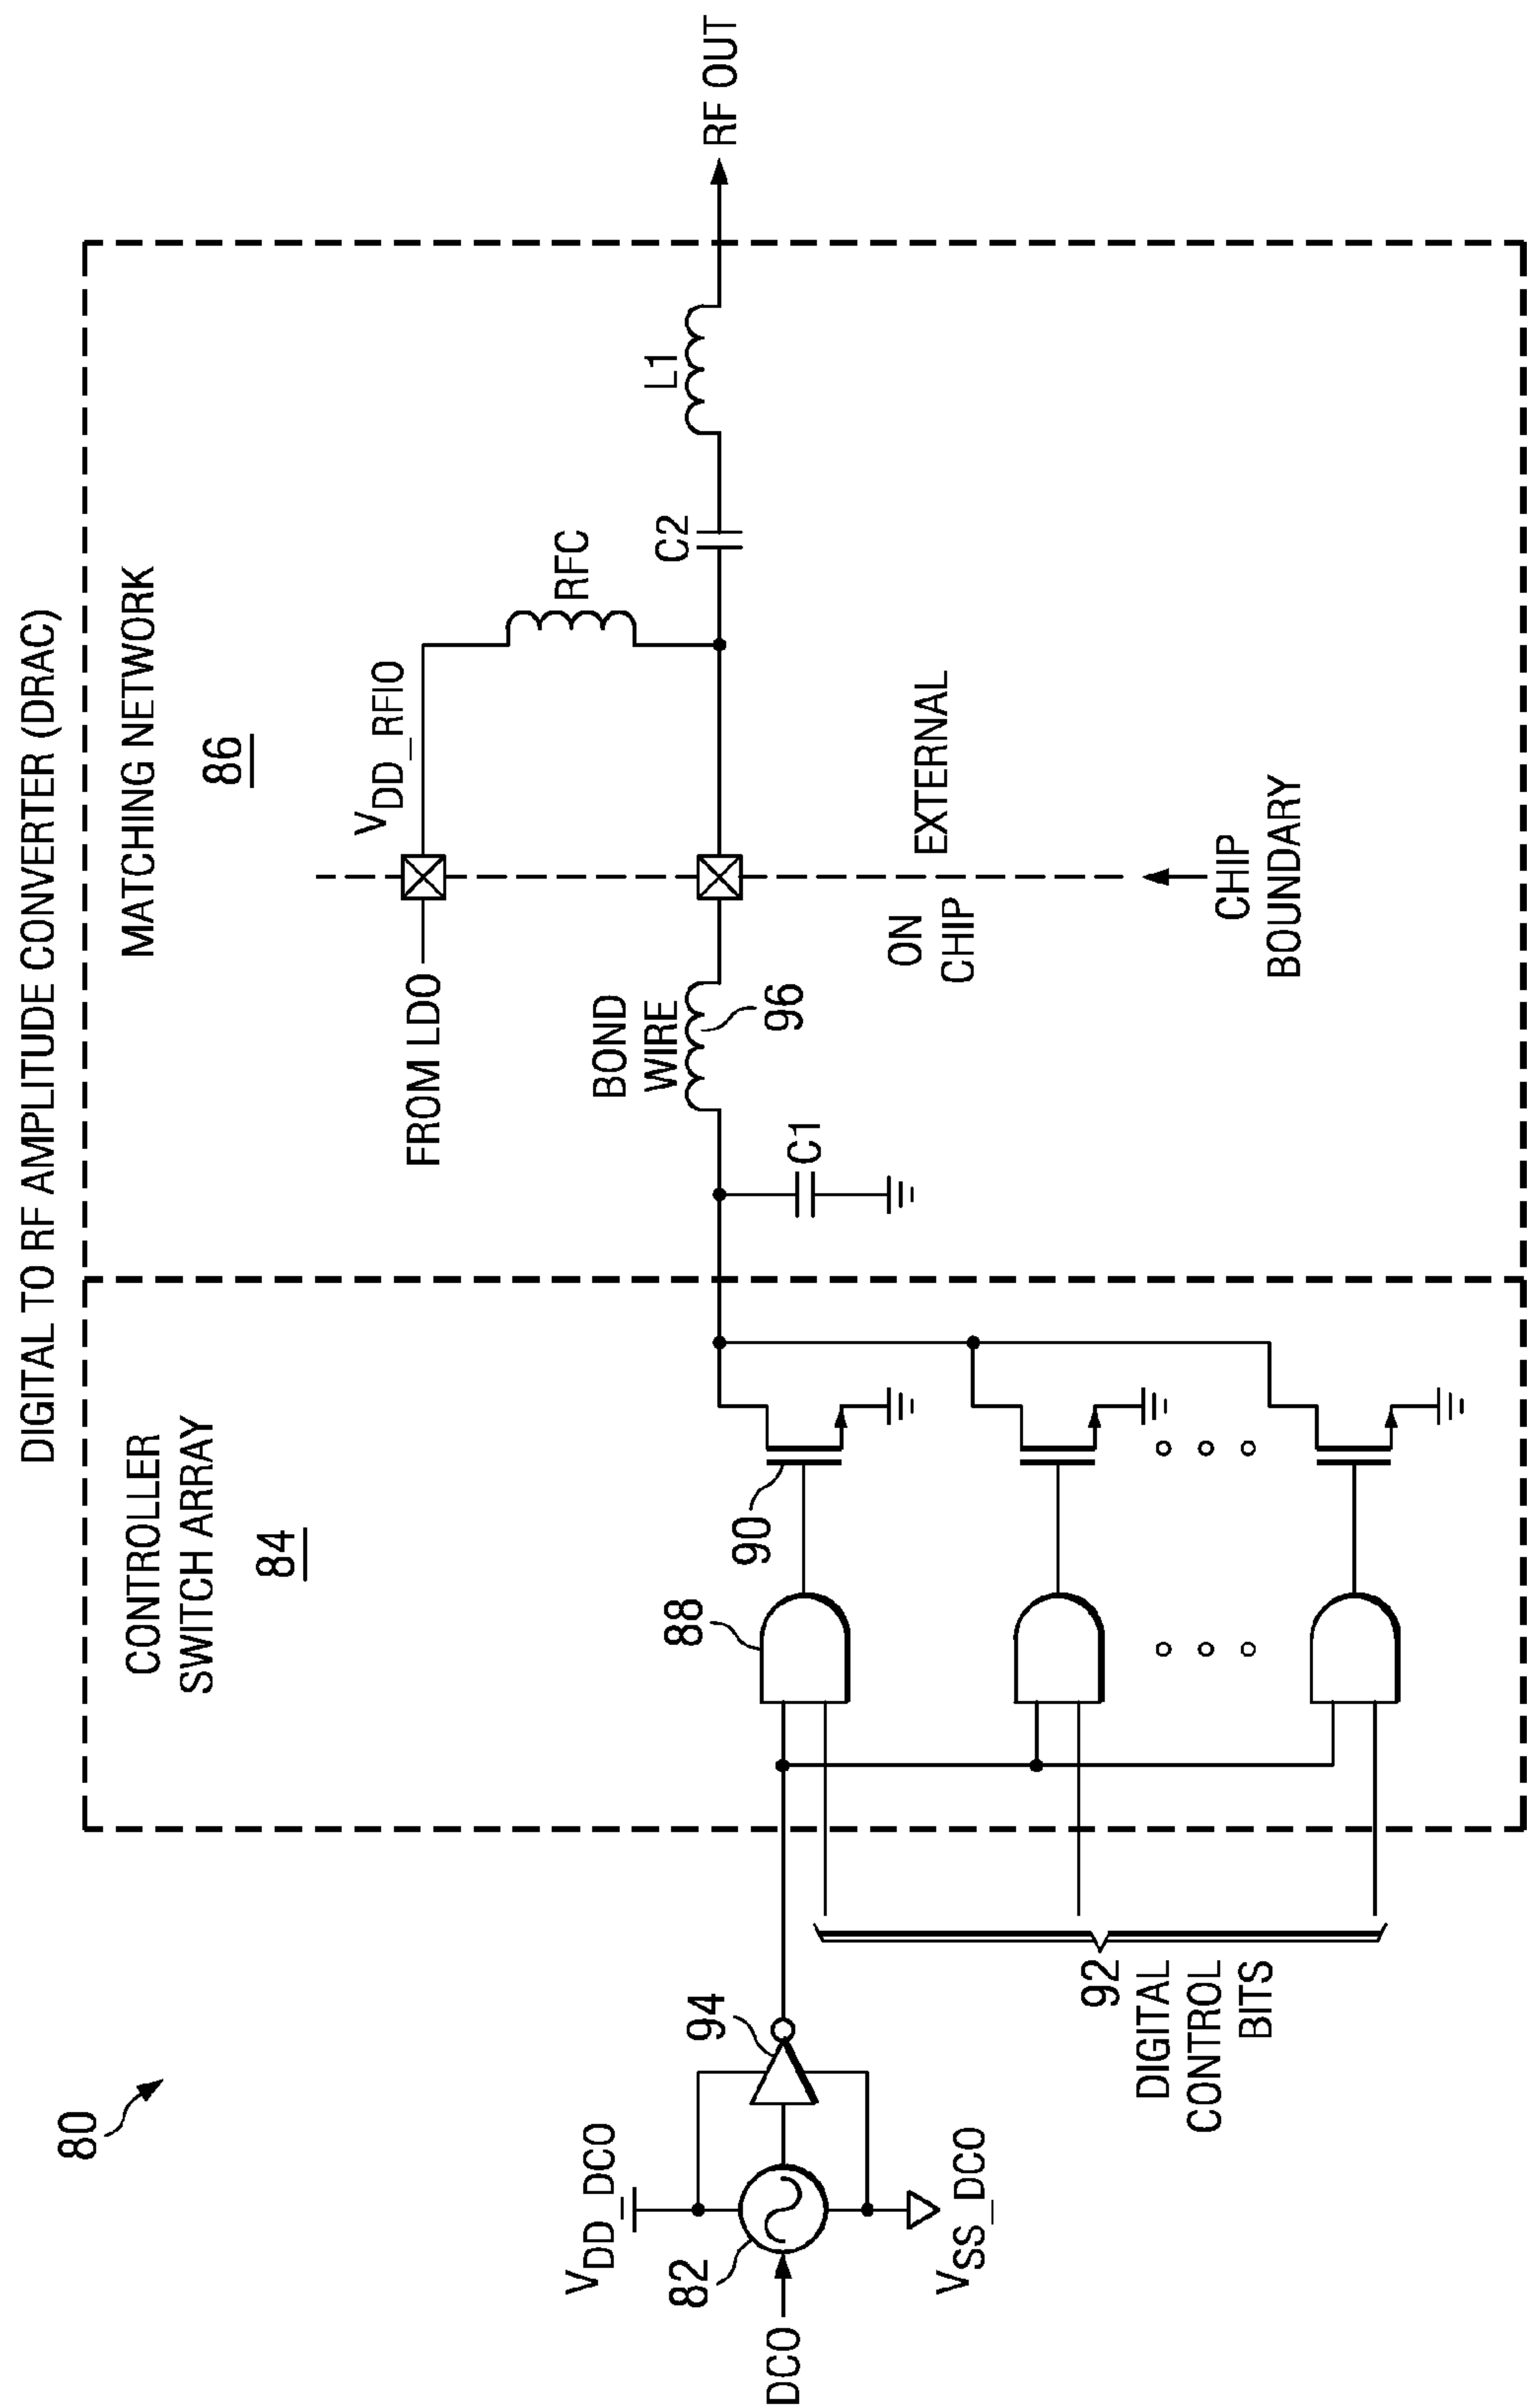 DIGITAL TO RF AMPLITUDE CONVERTER (DRAC)
80
CONTROLLER
SWITCH ARRAY
84
MATCHING NETWORK
86
VDD_DCO
82
DCO
VSS_DCO
94
92
DIGITAL
CONTROL
BITS
88
90
C1
BOND
WIRE
96
FROM LDO
VDD_RFIO
RFC
C2
L1
RF OUT
ON
CHIP
EXTERNAL
CHIP
BOUNDARY